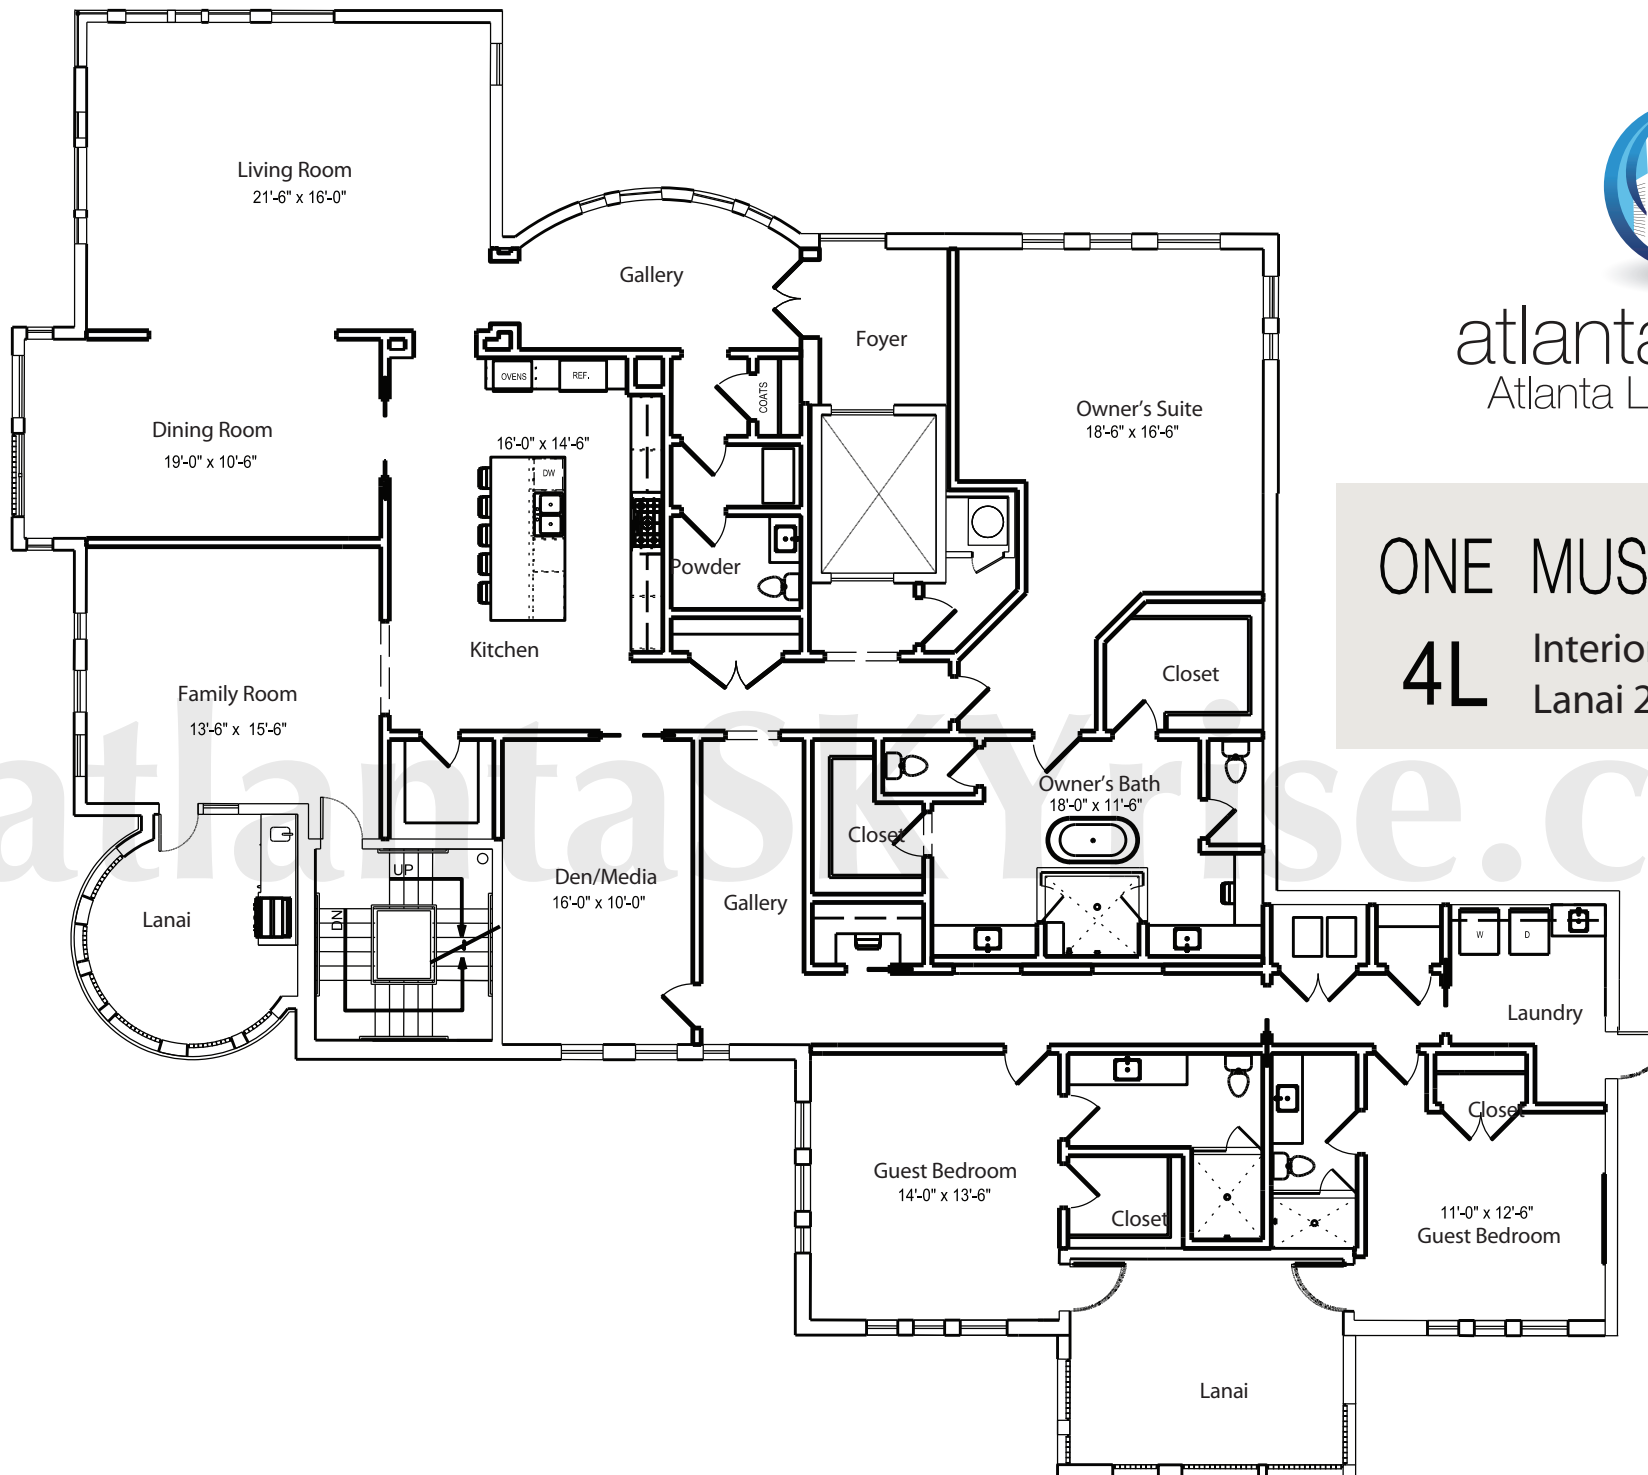 Living Room
21'-6" x 16'-0"
Gallery
Foyer
OVENS
REF.
COATS
Owner's Suite
18'-6" x 16'-6"
Dining Room
19'-0" x 10'-6"
16'-0" x 14'-6"
DW
Powder
Kitchen
Closet
Family Room
13'-6" x 15'-6"
Owner's Bath
18'-0" x 11'-6"
Closet
UP
DN
Den/Media
16'-0" x 10'-0"
Gallery
Lanai
W
D
Laundry
Closet
Guest Bedroom
14'-0" x 13'-6"
Closet
11'-0" x 12'-6"
Guest Bedroom
Lanai
atlanta
Atlanta L
ONE MUS
4L
Interior
Lanai 2
atlantaSKYrise.c